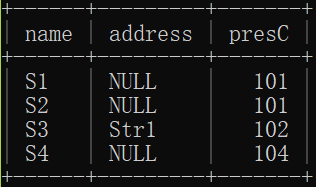 name address presC
S1 NULL 101
S2 NULL 101
S3 Str1 102
S4 NULL 104